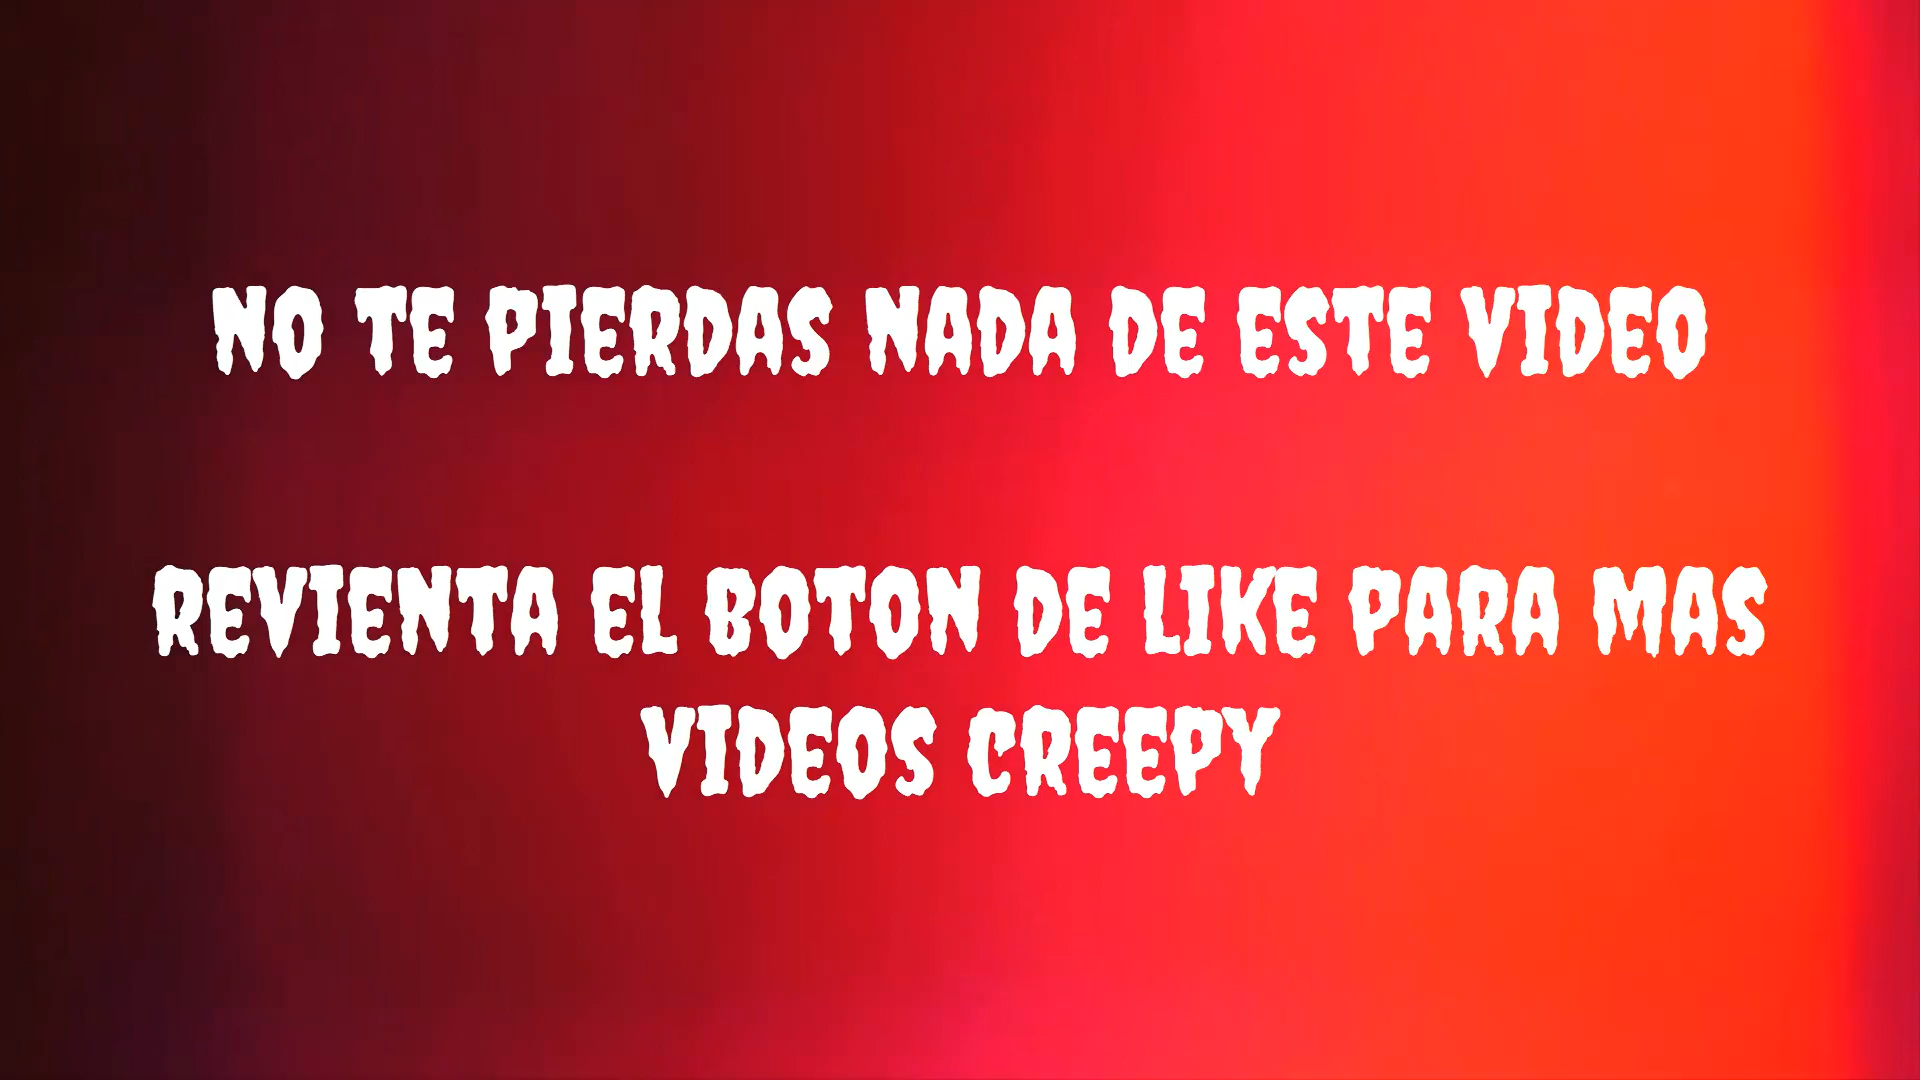 NO TE PIERDAS NADA DE ESTE VIDEO
REVIENTA EL BOTON DE LIKE PARA MAS
VIDEOS CREEPY